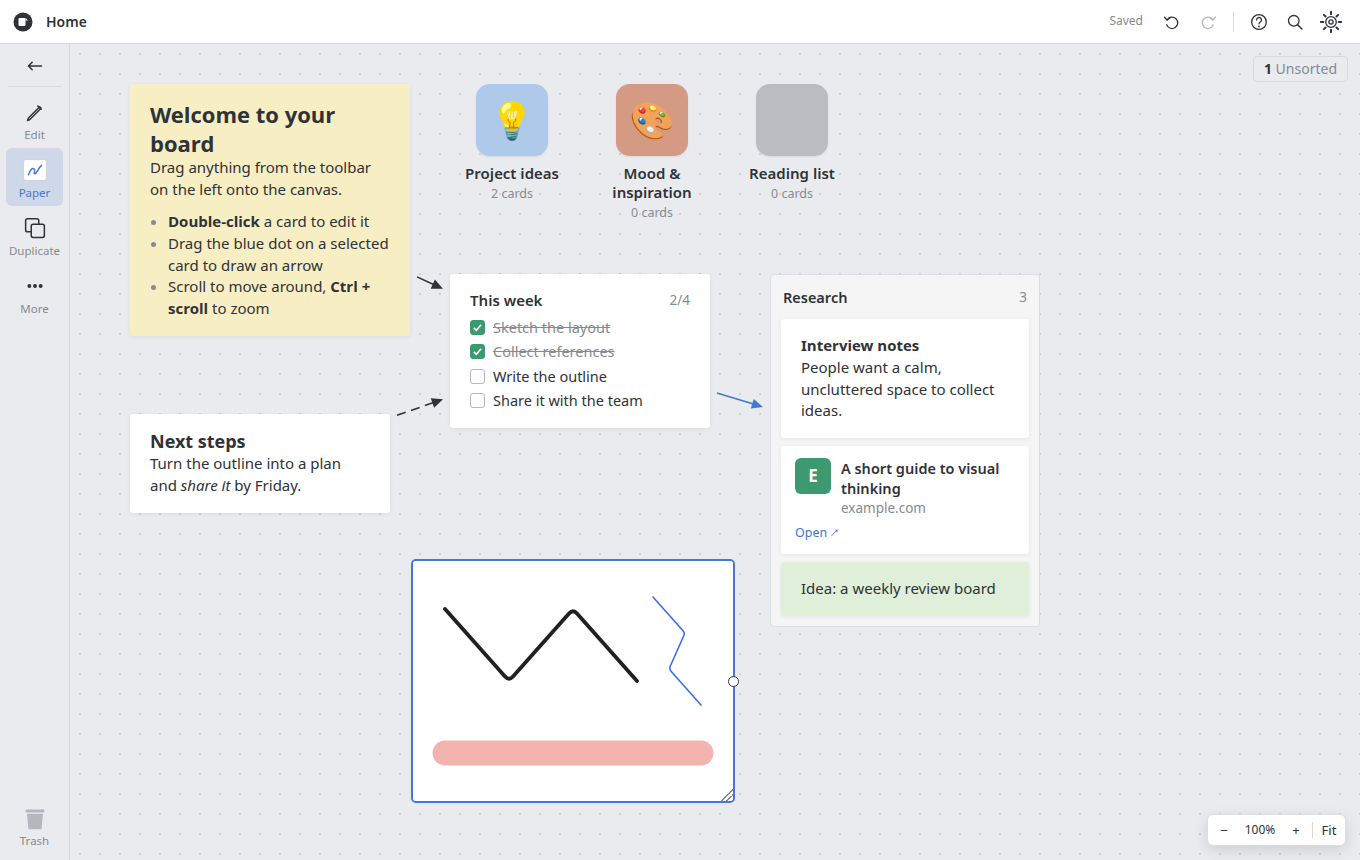 Home
Saved
1 Unsorted
Edit
Paper
Duplicate
More
Trash
Welcome to your
board
Drag anything from the toolbar
on the left onto the canvas.
Double-click a card to edit it
Drag the blue dot on a selected
card to draw an arrow
Scroll to move around, Ctrl +
scroll to zoom
Project ideas
2 cards
Mood &
inspiration
0 cards
Reading list
0 cards
This week
2/4
Sketch the layout
Collect references
Write the outline
Share it with the team
Next steps
Turn the outline into a plan
and share it by Friday.
Research
3
Interview notes
People want a calm,
uncluttered space to collect
ideas.
E
A short guide to visual
thinking
example.com
Open ↗
Idea: a weekly review board
− 100% + Fit